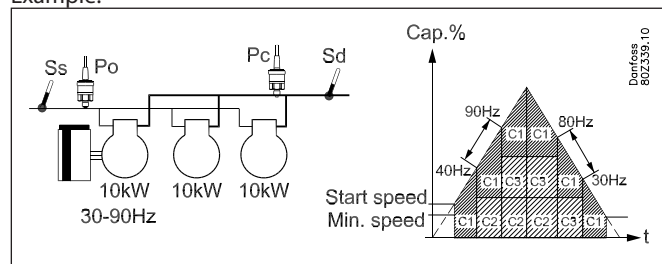 Example:
Ss
Po
Pc
Sd
10kW
10kW
10kW
30-90Hz
Cap.%
Danfoss
80Z339.10
90Hz
80Hz
40Hz
30Hz
C1 C1
C1 C3 C3 C1
Start speed
Min. speed
C1 C2 C2 C2 C3 C1
t